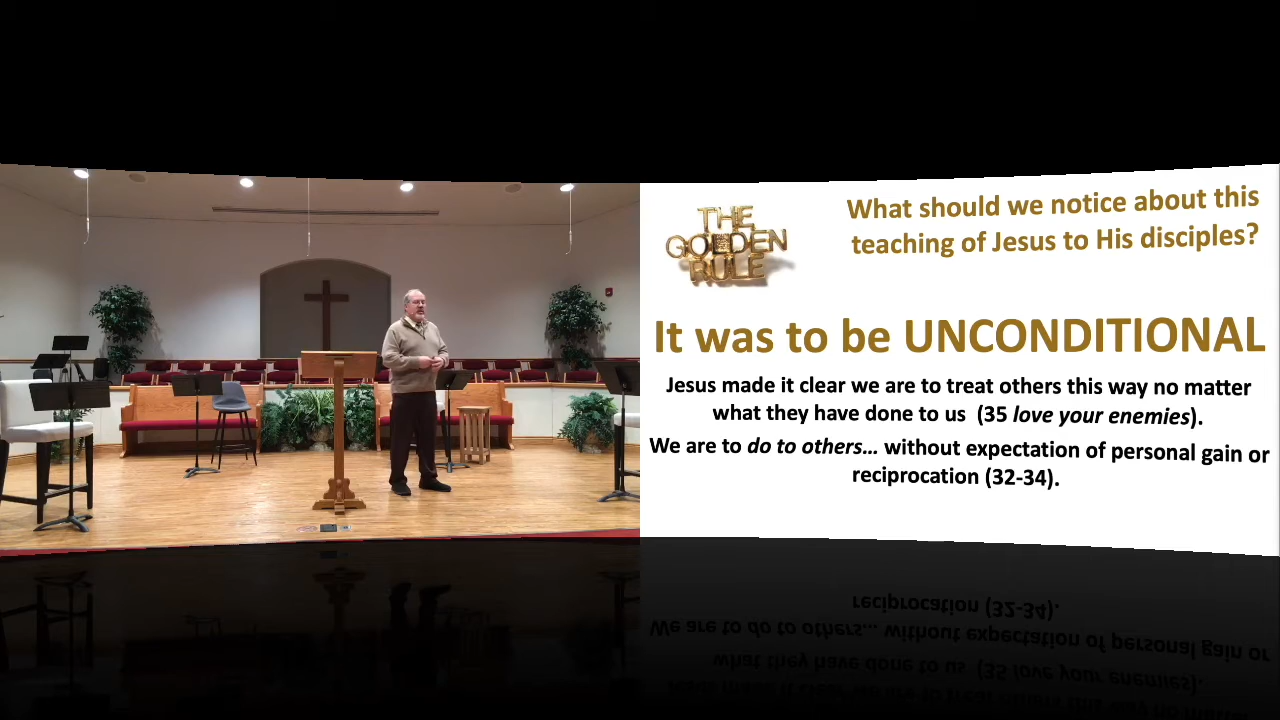 THE
GOLDEN
RULE
What should we notice about this
teaching of Jesus to His disciples?
It was to be UNCONDITIONAL
Jesus made it clear we are to treat others this way no matter
what they have done to us (35 love your enemies).
We are to do to others... without expectation of personal gain or
reciprocation (32-34).